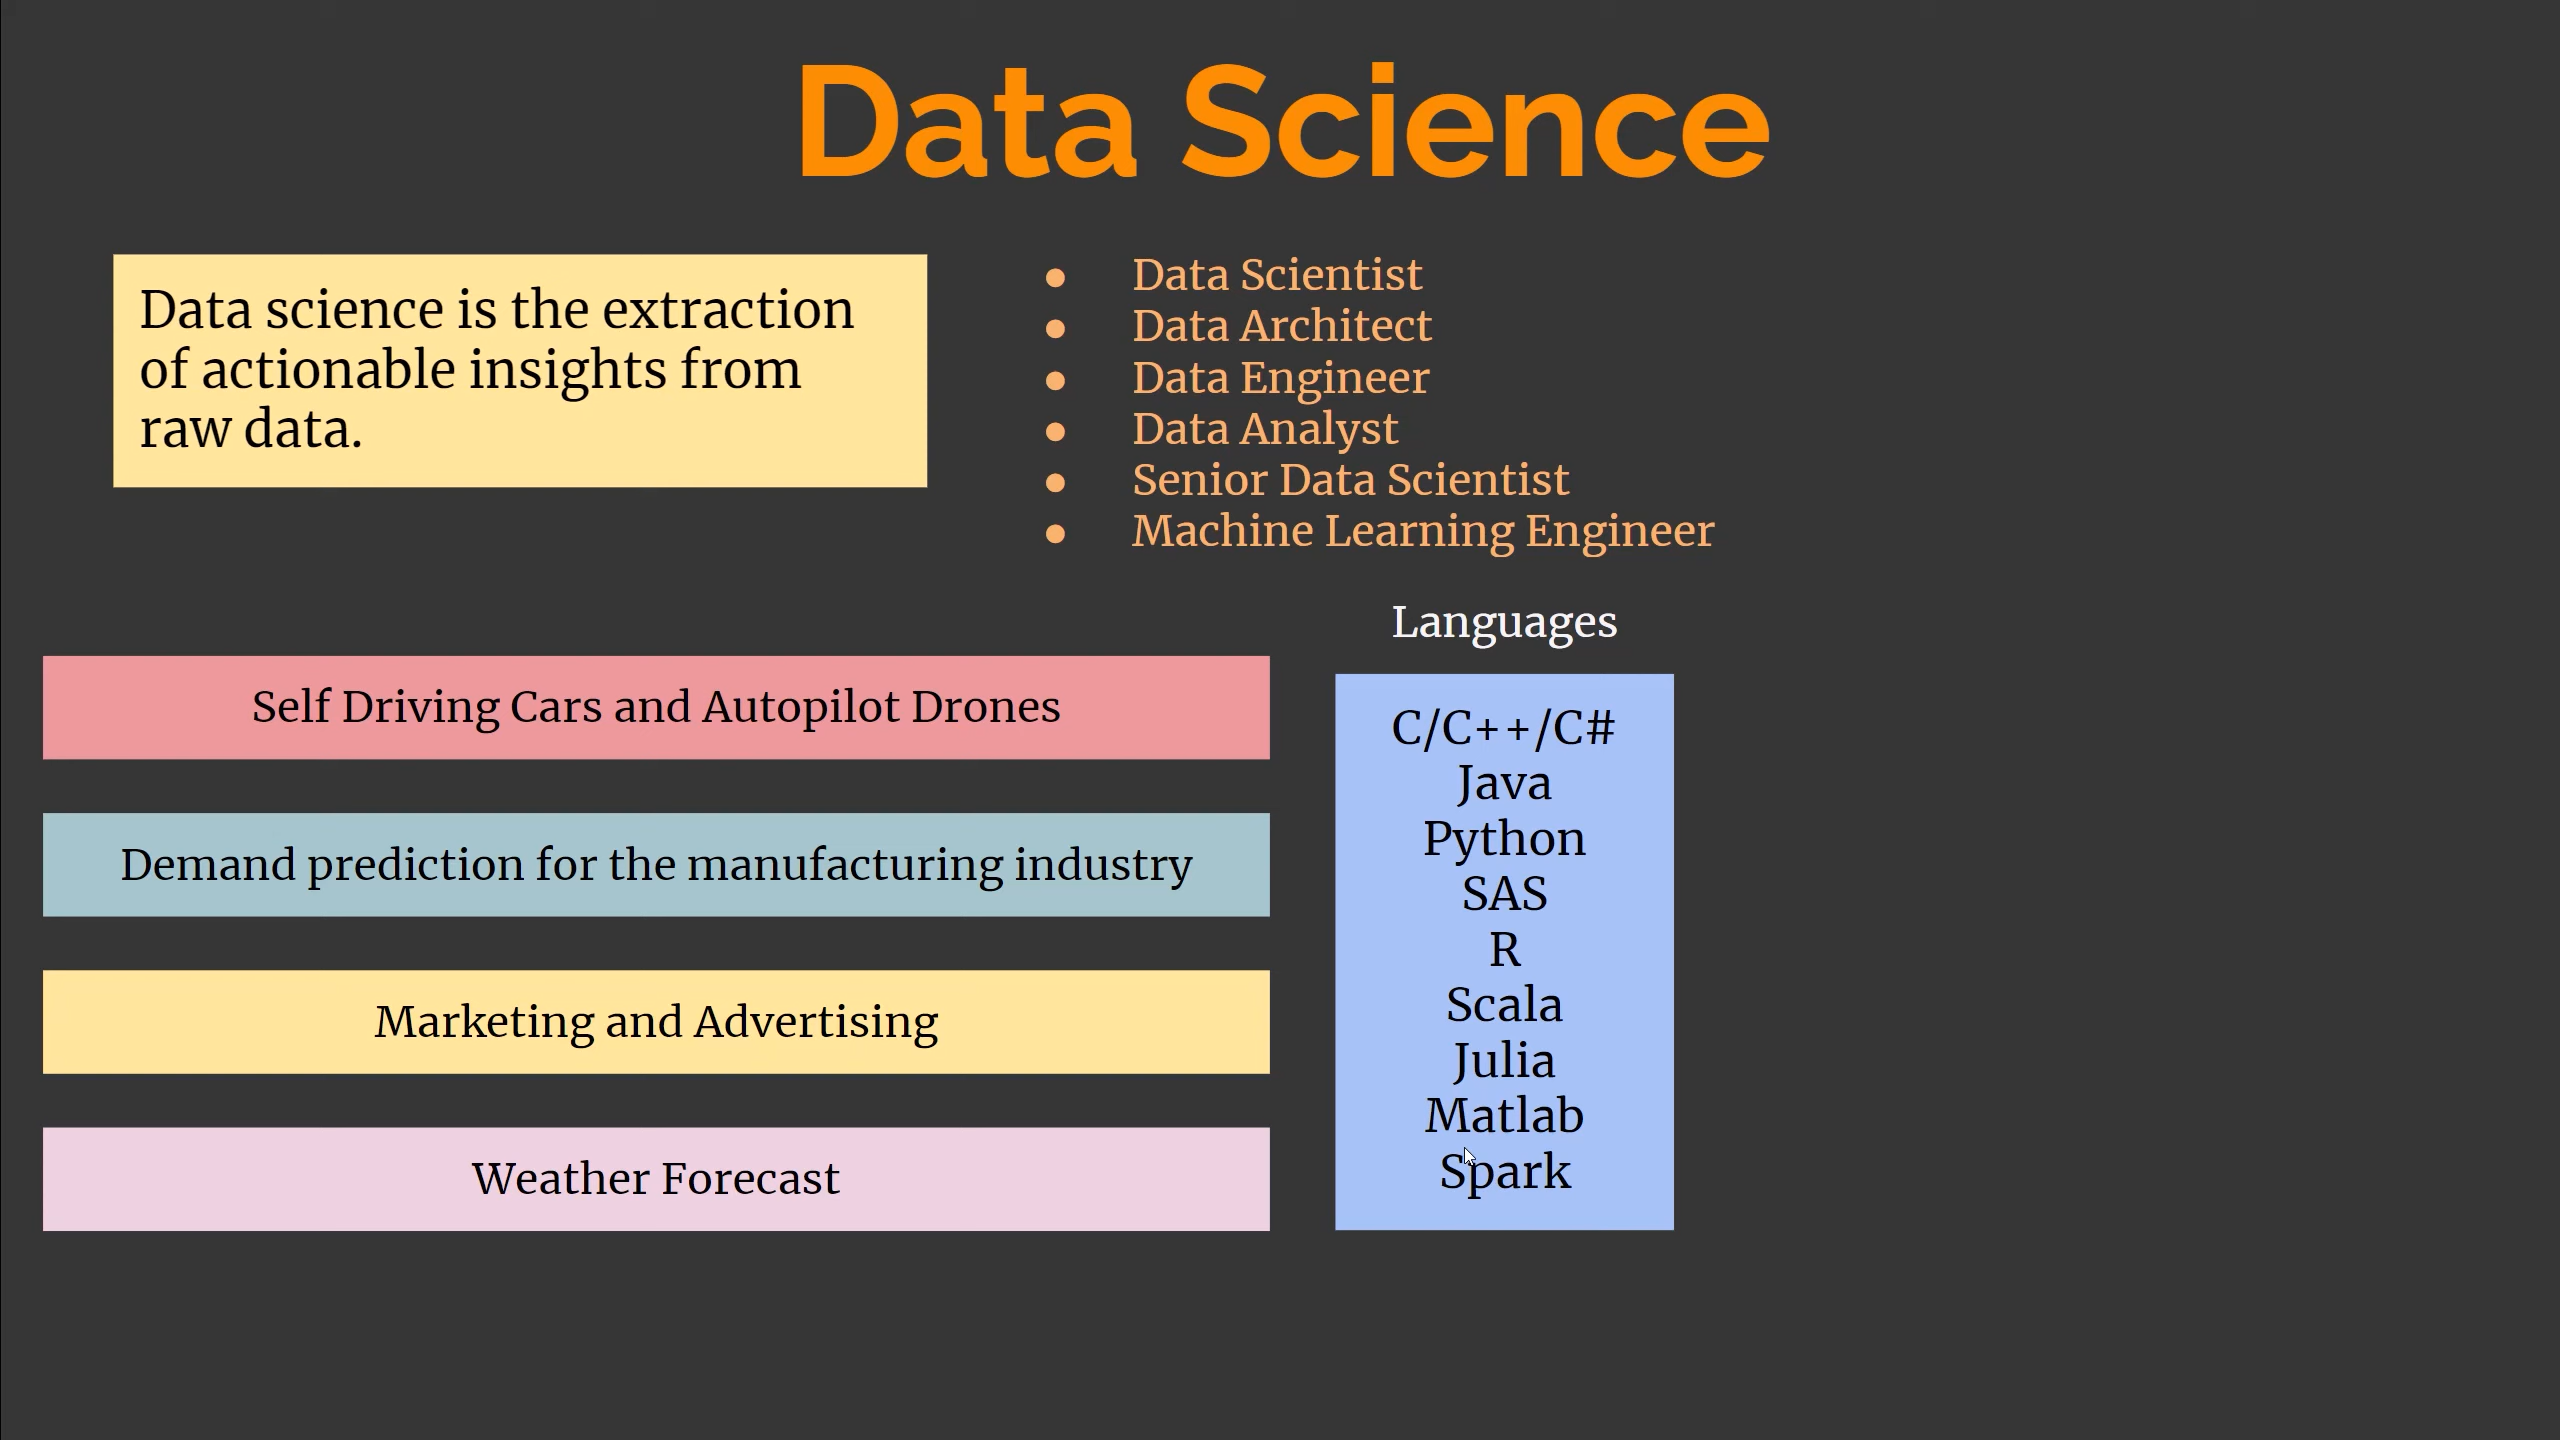 Data Science
Data science is the extraction
of actionable insights from
raw data.
● Data Scientist
● Data Architect
● Data Engineer
● Data Analyst
● Senior Data Scientist
● Machine Learning Engineer
Self Driving Cars and Autopilot Drones
Demand prediction for the manufacturing industry
Marketing and Advertising
Weather Forecast
Languages
C/C++/C#
Java
Python
SAS
R
Scala
Julia
Matlab
Spark